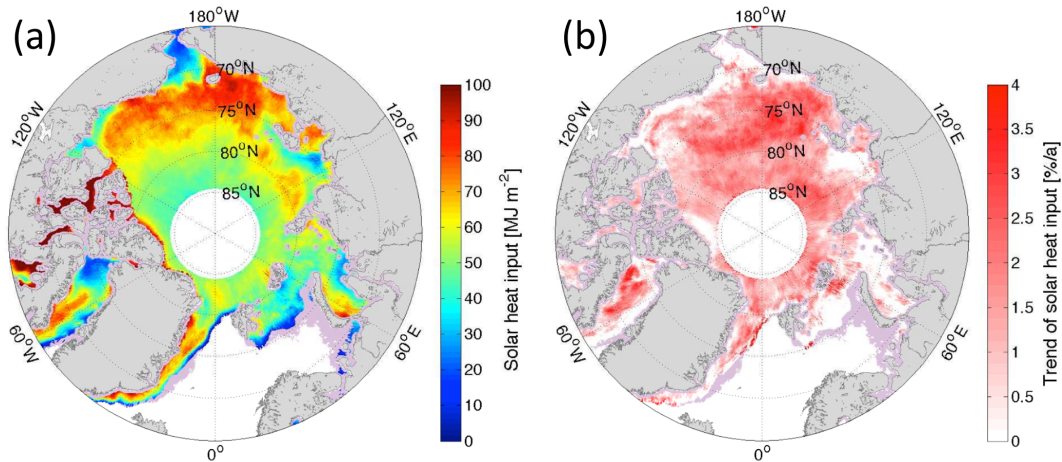 (a)
180°W
120°W
60°W
0°
60°E
120°E
70°N
75°N
80°N
85°N
100
90
80
70
60
50
40
30
20
10
0
Solar heat input [MJ m⁻²]
(b)
180°W
120°W
60°W
0°
60°E
120°E
70°N
75°N
80°N
85°N
4
3.5
3
2.5
2
1.5
1
0.5
0
Trend of solar heat input [%/a]